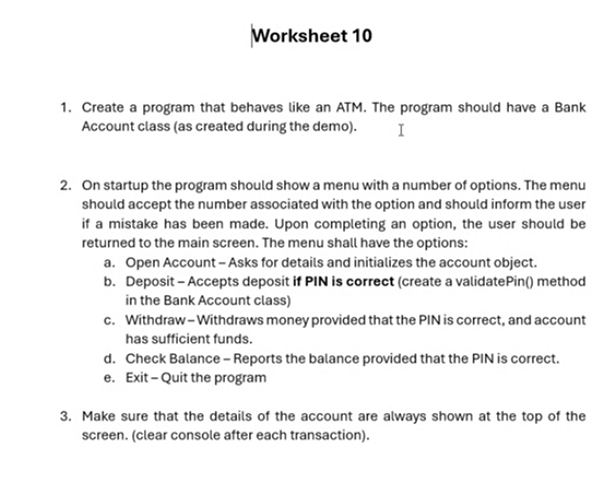 Worksheet 10
1. Create a program that behaves like an ATM. The program should have a Bank
Account class (as created during the demo).
2. On startup the program should show a menu with a number of options. The menu
should accept the number associated with the option and should inform the user
if a mistake has been made. Upon completing an option, the user should be
returned to the main screen. The menu shall have the options:
a. Open Account – Asks for details and initializes the account object.
b. Deposit – Accepts deposit if PIN is correct (create a validatePin() method
in the Bank Account class)
c. Withdraw – Withdraws money provided that the PIN is correct, and account
has sufficient funds.
d. Check Balance – Reports the balance provided that the PIN is correct.
e. Exit – Quit the program
3. Make sure that the details of the account are always shown at the top of the
screen. (clear console after each transaction).